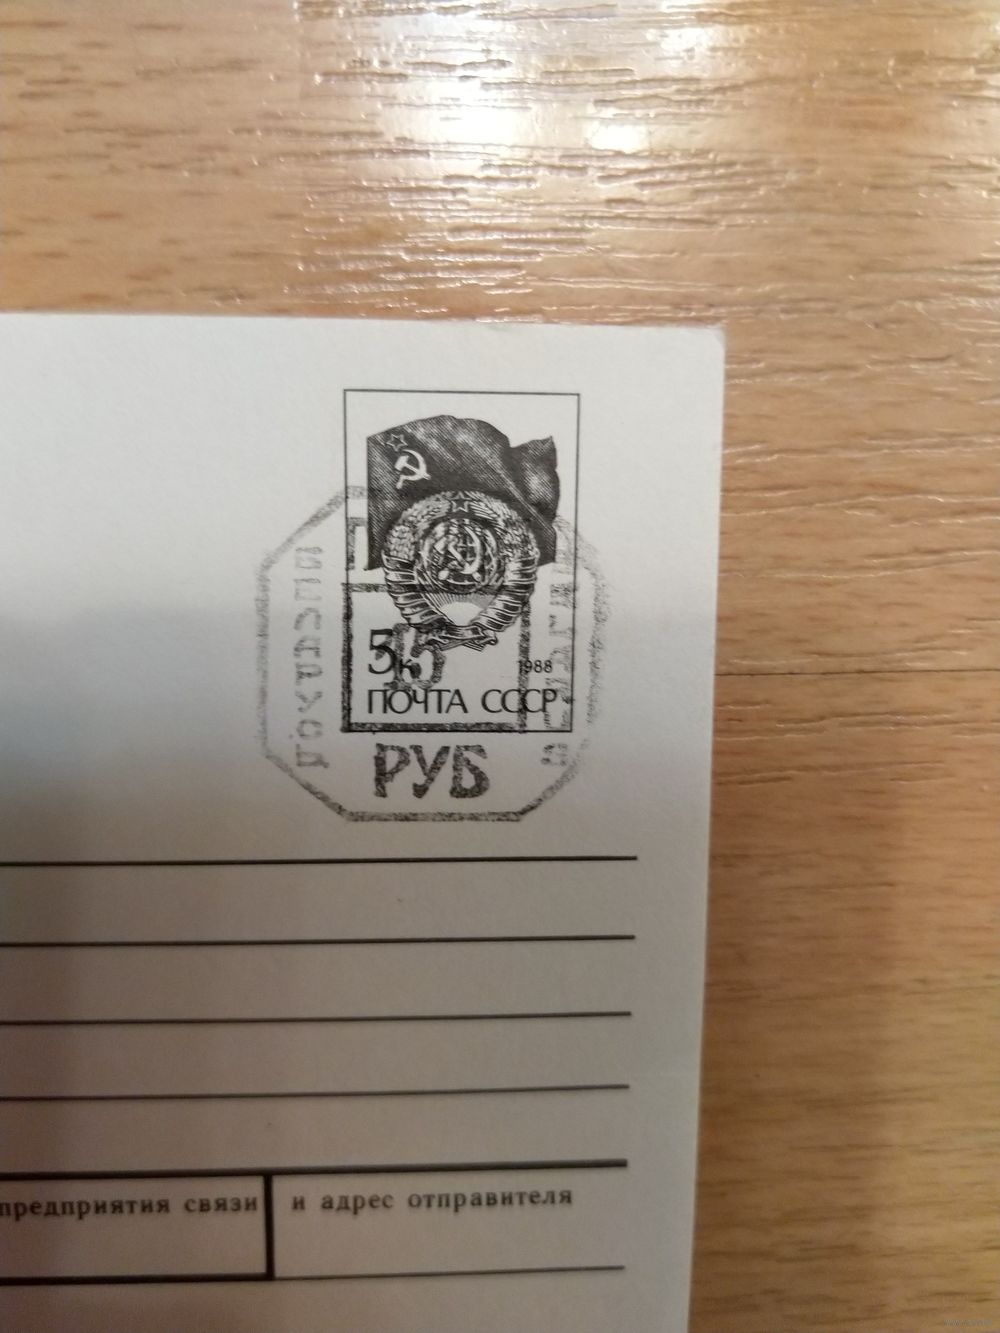 5к
15
1988
ПОЧТА СССР
РУБ
предприятия связи
и адрес отправителя